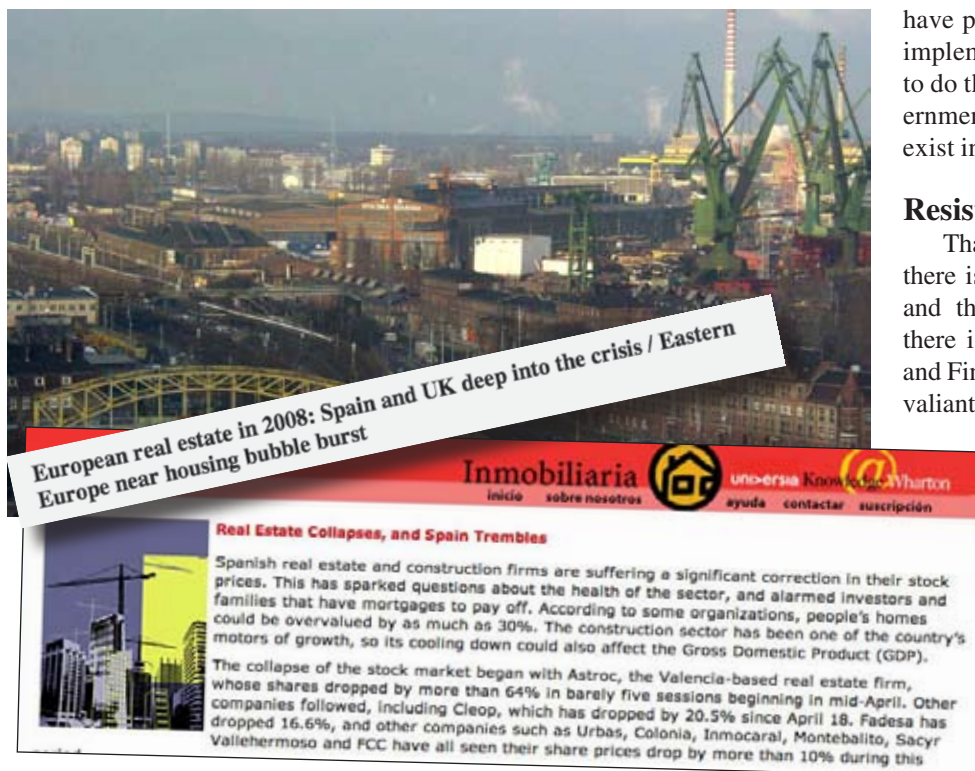 have p
implen
to do th
ernmen
exist in
Resis
Tha
there is
and th
there i
and Fin
valiant
European real estate in 2008: Spain and UK deep into the crisis / Eastern
Europe near housing bubble burst
Inmobiliaria
universia Knowledge@Wharton
inicio sobre nosotros
ayuda contactar suscripción
Real Estate Collapses, and Spain Trembles
Spanish real estate and construction firms are suffering a significant correction in their stock
prices. This has sparked questions about the health of the sector, and alarmed investors and
families that have mortgages to pay off. According to some organizations, people's homes
could be overvalued by as much as 30%. The construction sector has been one of the country's
motors of growth, so its cooling down could also affect the Gross Domestic Product (GDP).
The collapse of the stock market began with Astroc, the Valencia-based real estate firm,
whose shares dropped by more than 64% in barely five sessions beginning in mid-April. Other
companies followed, including Cleop, which has dropped by 20.5% since April 18. Fadesa has
dropped 16.6%, and other companies such as Urbas, Colonia, Inmocaral, Montebalito, Sacyr
Vallehermoso and FCC have all seen their share prices drop by more than 10% during this